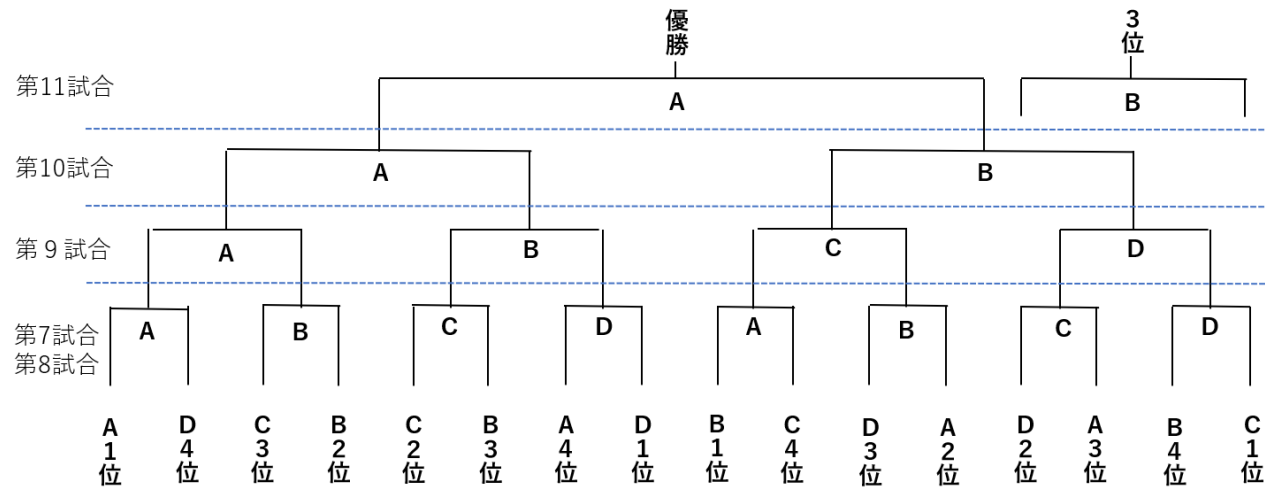 優勝
3位
第11試合
A
B
第10試合
A
B
第9試合
A
B
C
D
第7試合
第8試合
A
B
C
D
A
B
C
D
A1位
D4位
C3位
B2位
C2位
B3位
A4位
D1位
B1位
C4位
D3位
A2位
D2位
A3位
B4位
C1位